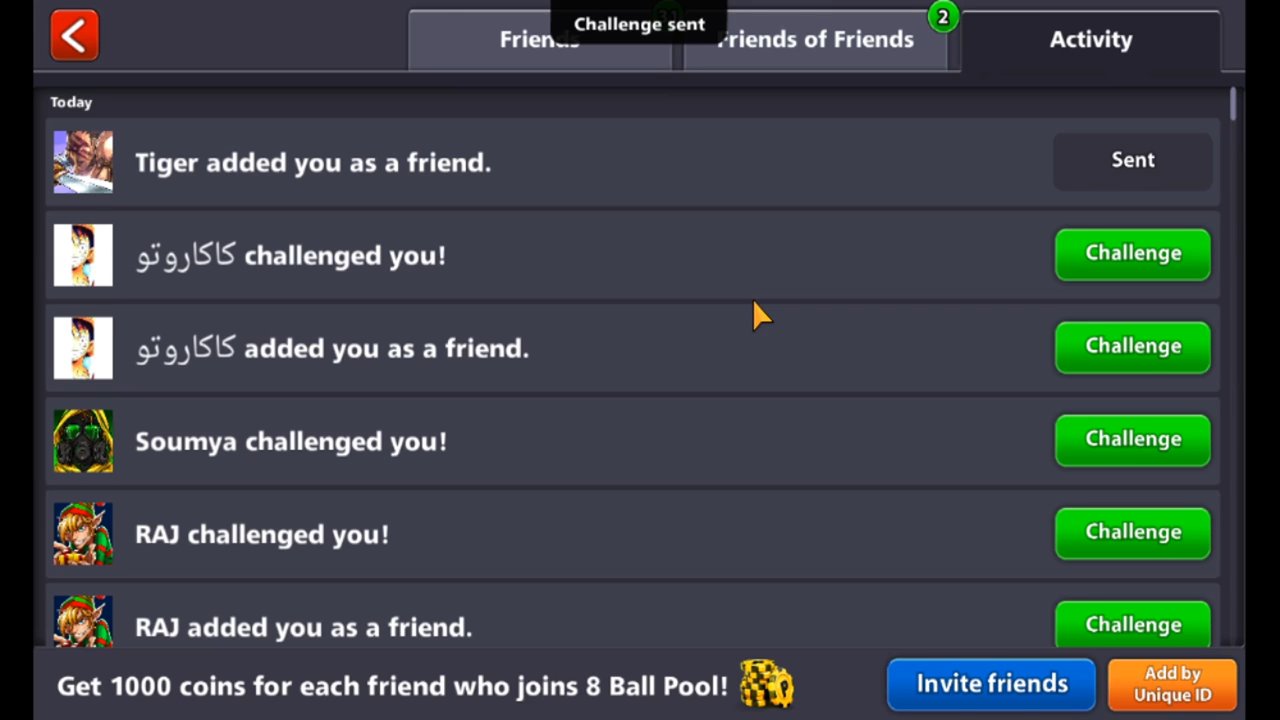 Challenge sent
Friends
Friends of Friends
2
Activity
Today
Tiger added you as a friend.
Sent
كاكاروتو challenged you!
Challenge
كاكاروتو added you as a friend.
Challenge
Soumya challenged you!
Challenge
RAJ challenged you!
Challenge
RAJ added you as a friend.
Challenge
Get 1000 coins for each friend who joins 8 Ball Pool!
Invite friends
Add by
Unique ID